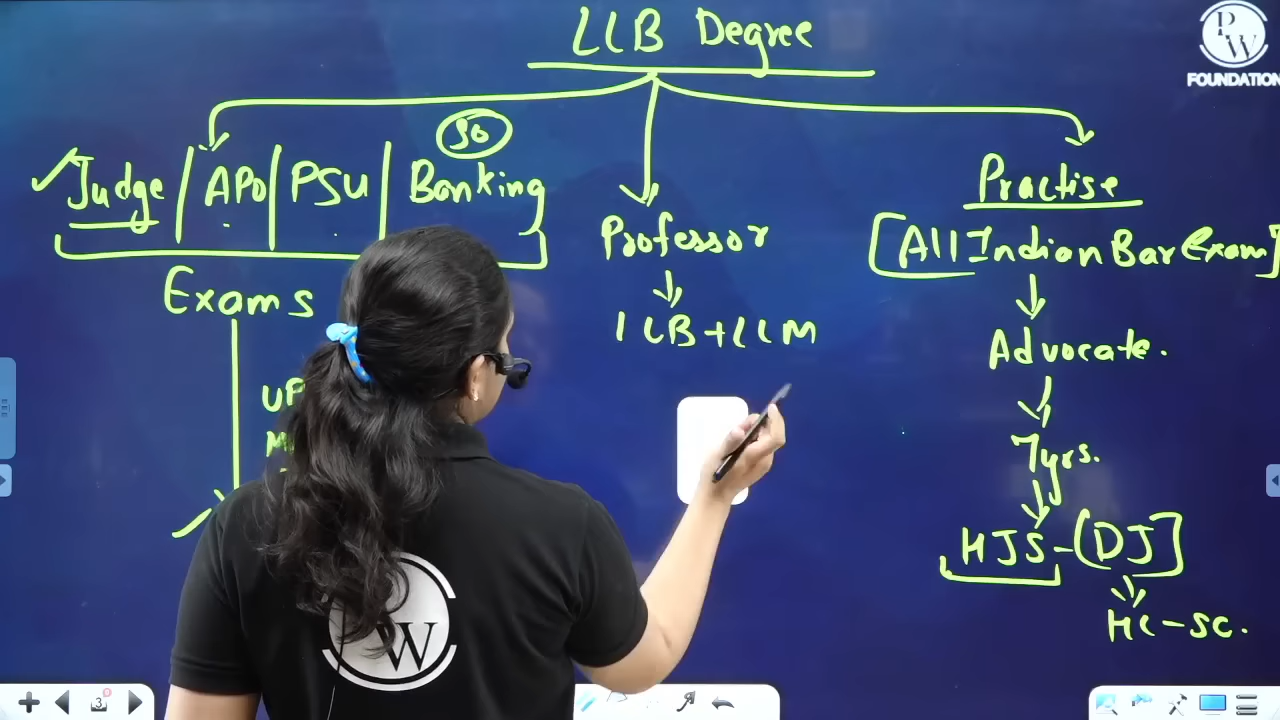 LLB Degree
PW
FOUNDATION
SO
Judge / APO | PSU | Banking
Exams
Professor
LLB + LLM
Practise
[All Indian Bar Exam]
Advocate.
7yrs.
HJS - (DJ]
HC - SC.
PW
3